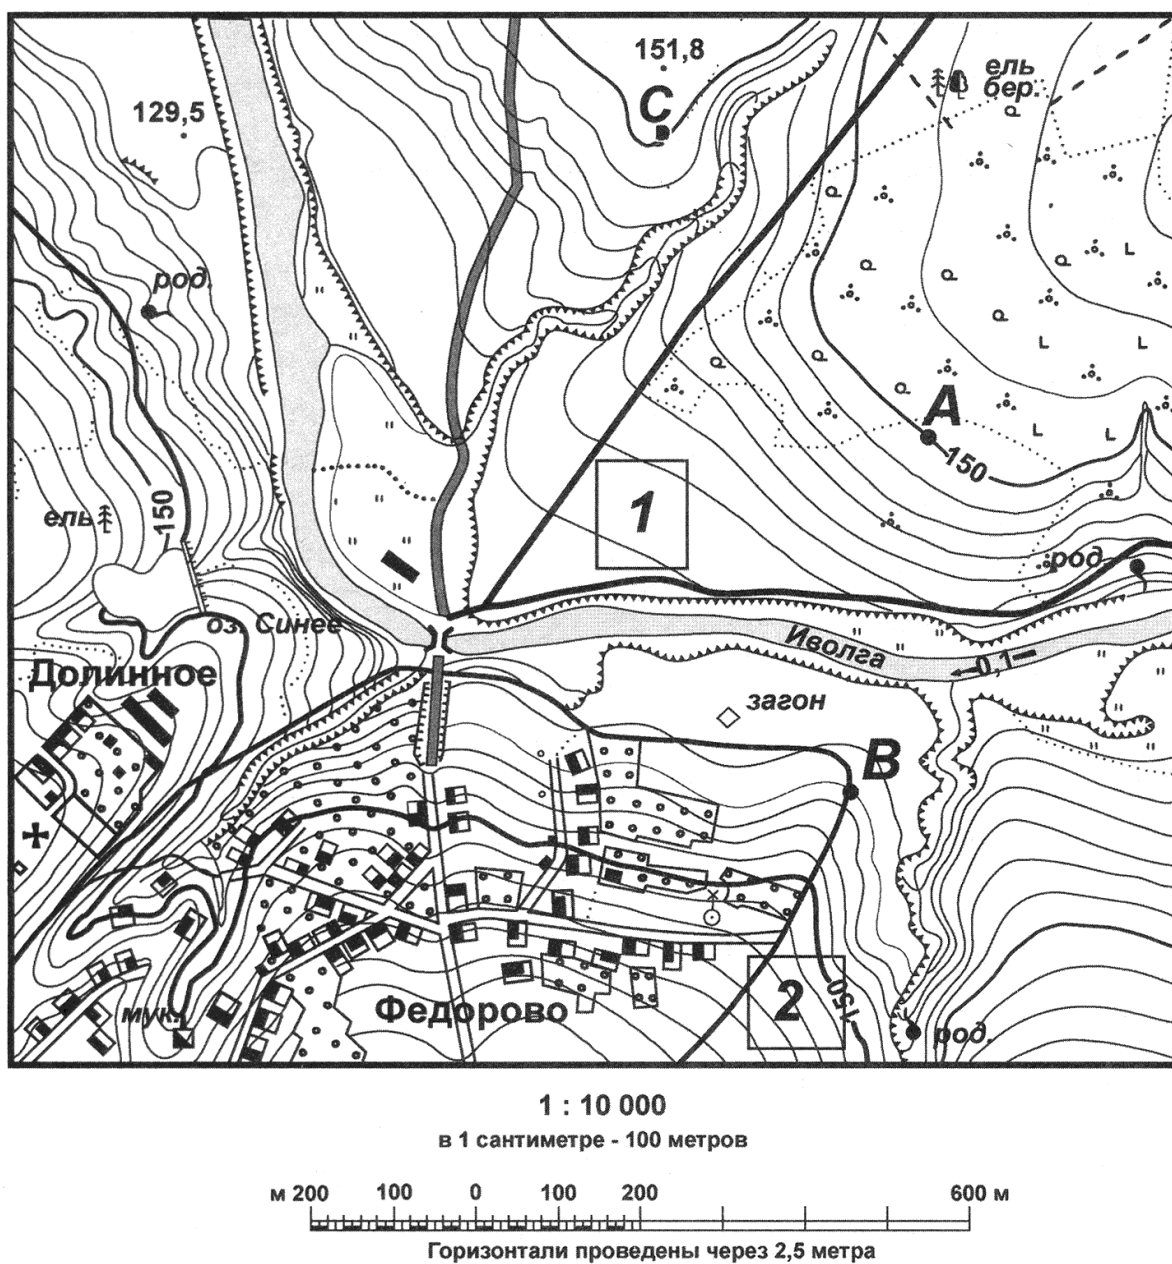 151,8
С
ель
бер.
129,5
род.
А
150
150
1
ель
род.
оз. Синее
Иволга
0,1
Долинное
загон
В
2
150
Федорово
мук.
род.
1 : 10 000
в 1 сантиметре - 100 метров
м 200 100 0 100 200 600 м
Горизонтали проведены через 2,5 метра